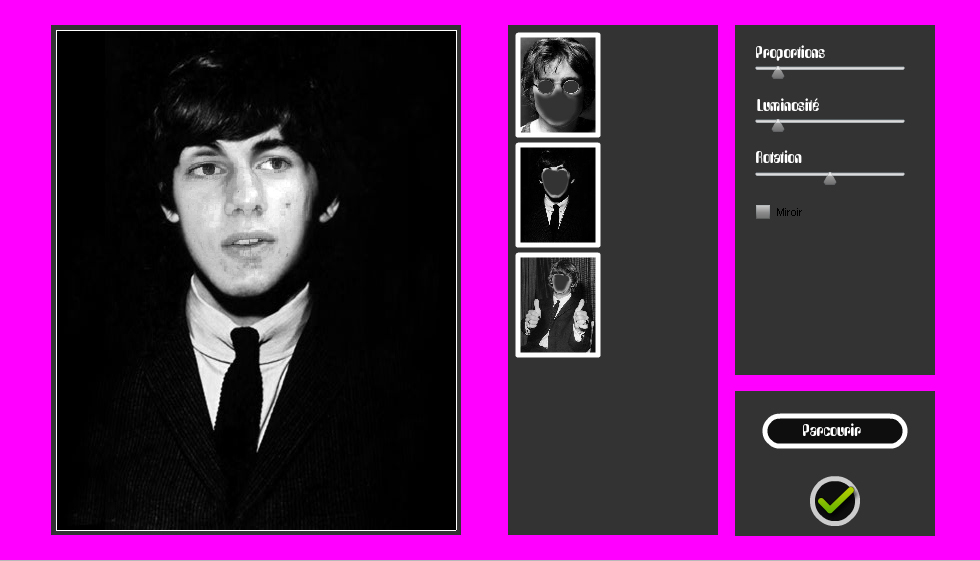 Proportions
Luminosité
Rotation
Miroir
Parcourir